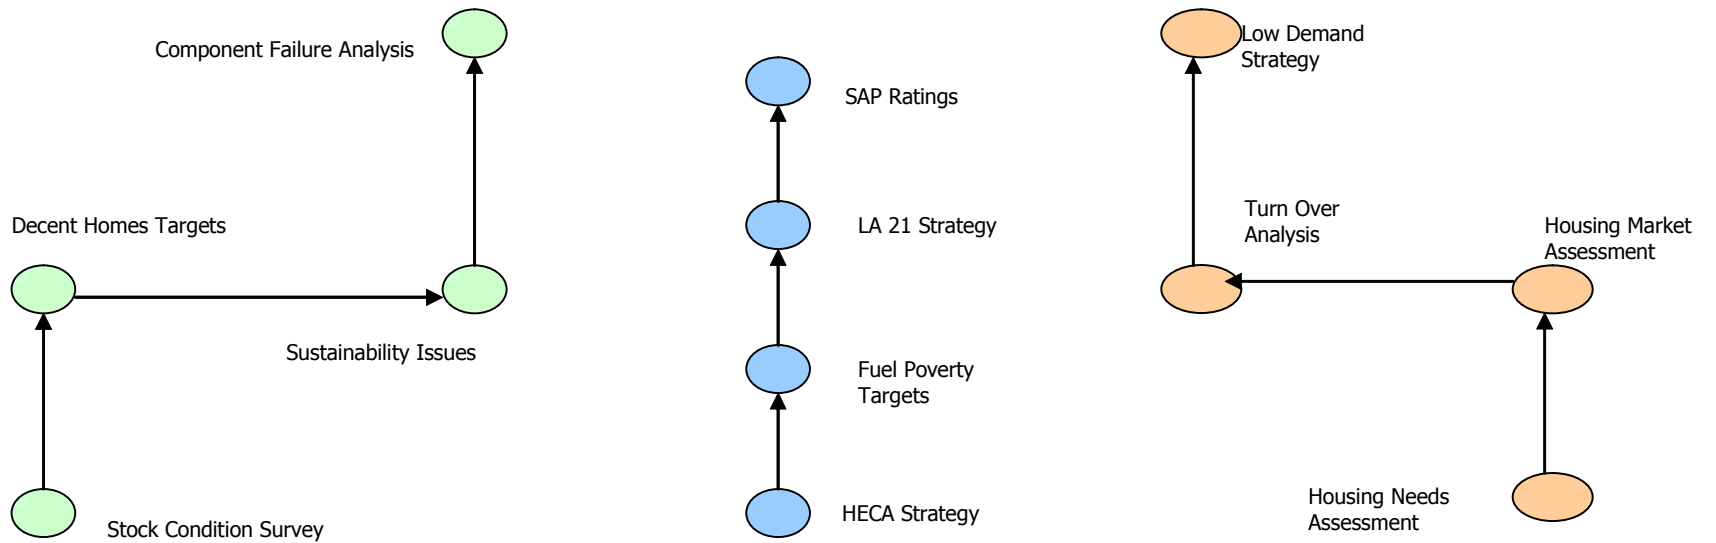 Component Failure Analysis
Low Demand
Strategy
SAP Ratings
Decent Homes Targets
LA 21 Strategy
Turn Over
Analysis
Housing Market
Assessment
Sustainability Issues
Fuel Poverty
Targets
Stock Condition Survey
HECA Strategy
Housing Needs
Assessment